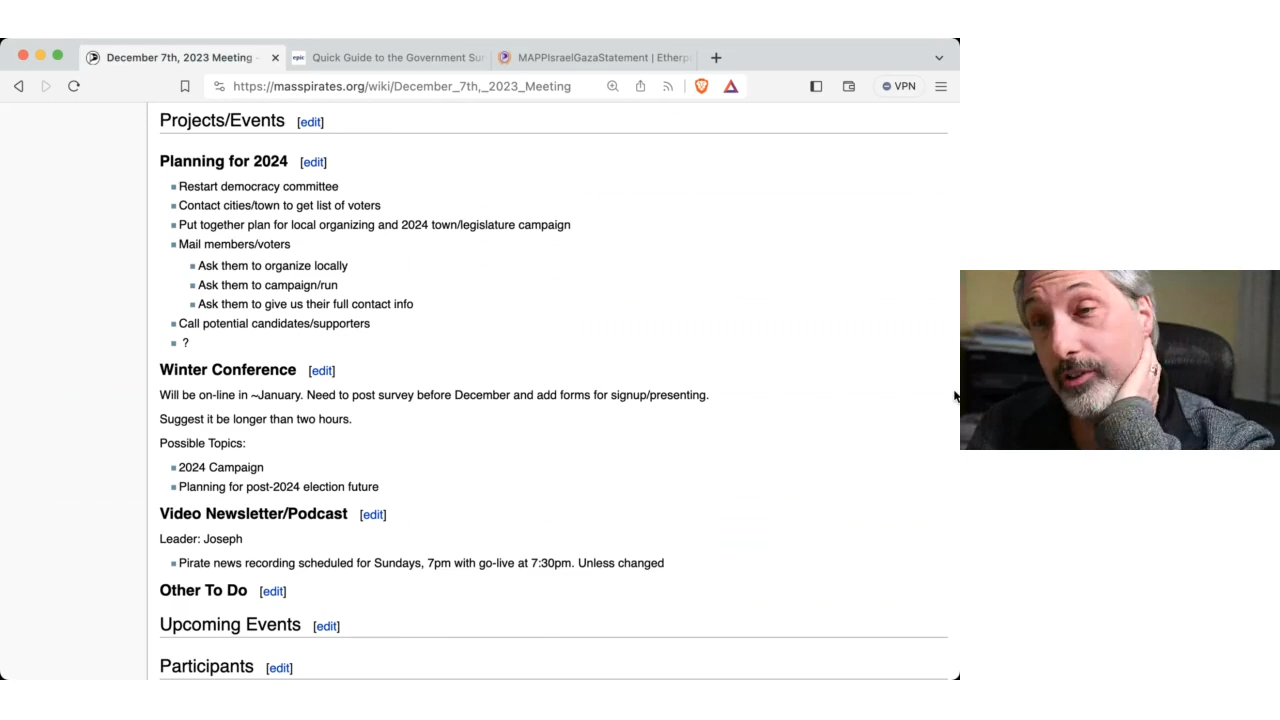 December 7th, 2023 Meeting -
Quick Guide to the Government Sur
MAPPIsraelGazaStatement | Etherp
https://masspirates.org/wiki/December_7th,_2023_Meeting
VPN
Projects/Events [edit]
Planning for 2024 [edit]
Restart democracy committee
Contact cities/town to get list of voters
Put together plan for local organizing and 2024 town/legislature campaign
Mail members/voters
Ask them to organize locally
Ask them to campaign/run
Ask them to give us their full contact info
Call potential candidates/supporters
?
Winter Conference [edit]
Will be on-line in ~January. Need to post survey before December and add forms for signup/presenting.
Suggest it be longer than two hours.
Possible Topics:
2024 Campaign
Planning for post-2024 election future
Video Newsletter/Podcast [edit]
Leader: Joseph
Pirate news recording scheduled for Sundays, 7pm with go-live at 7:30pm. Unless changed
Other To Do [edit]
Upcoming Events [edit]
Participants [edit]